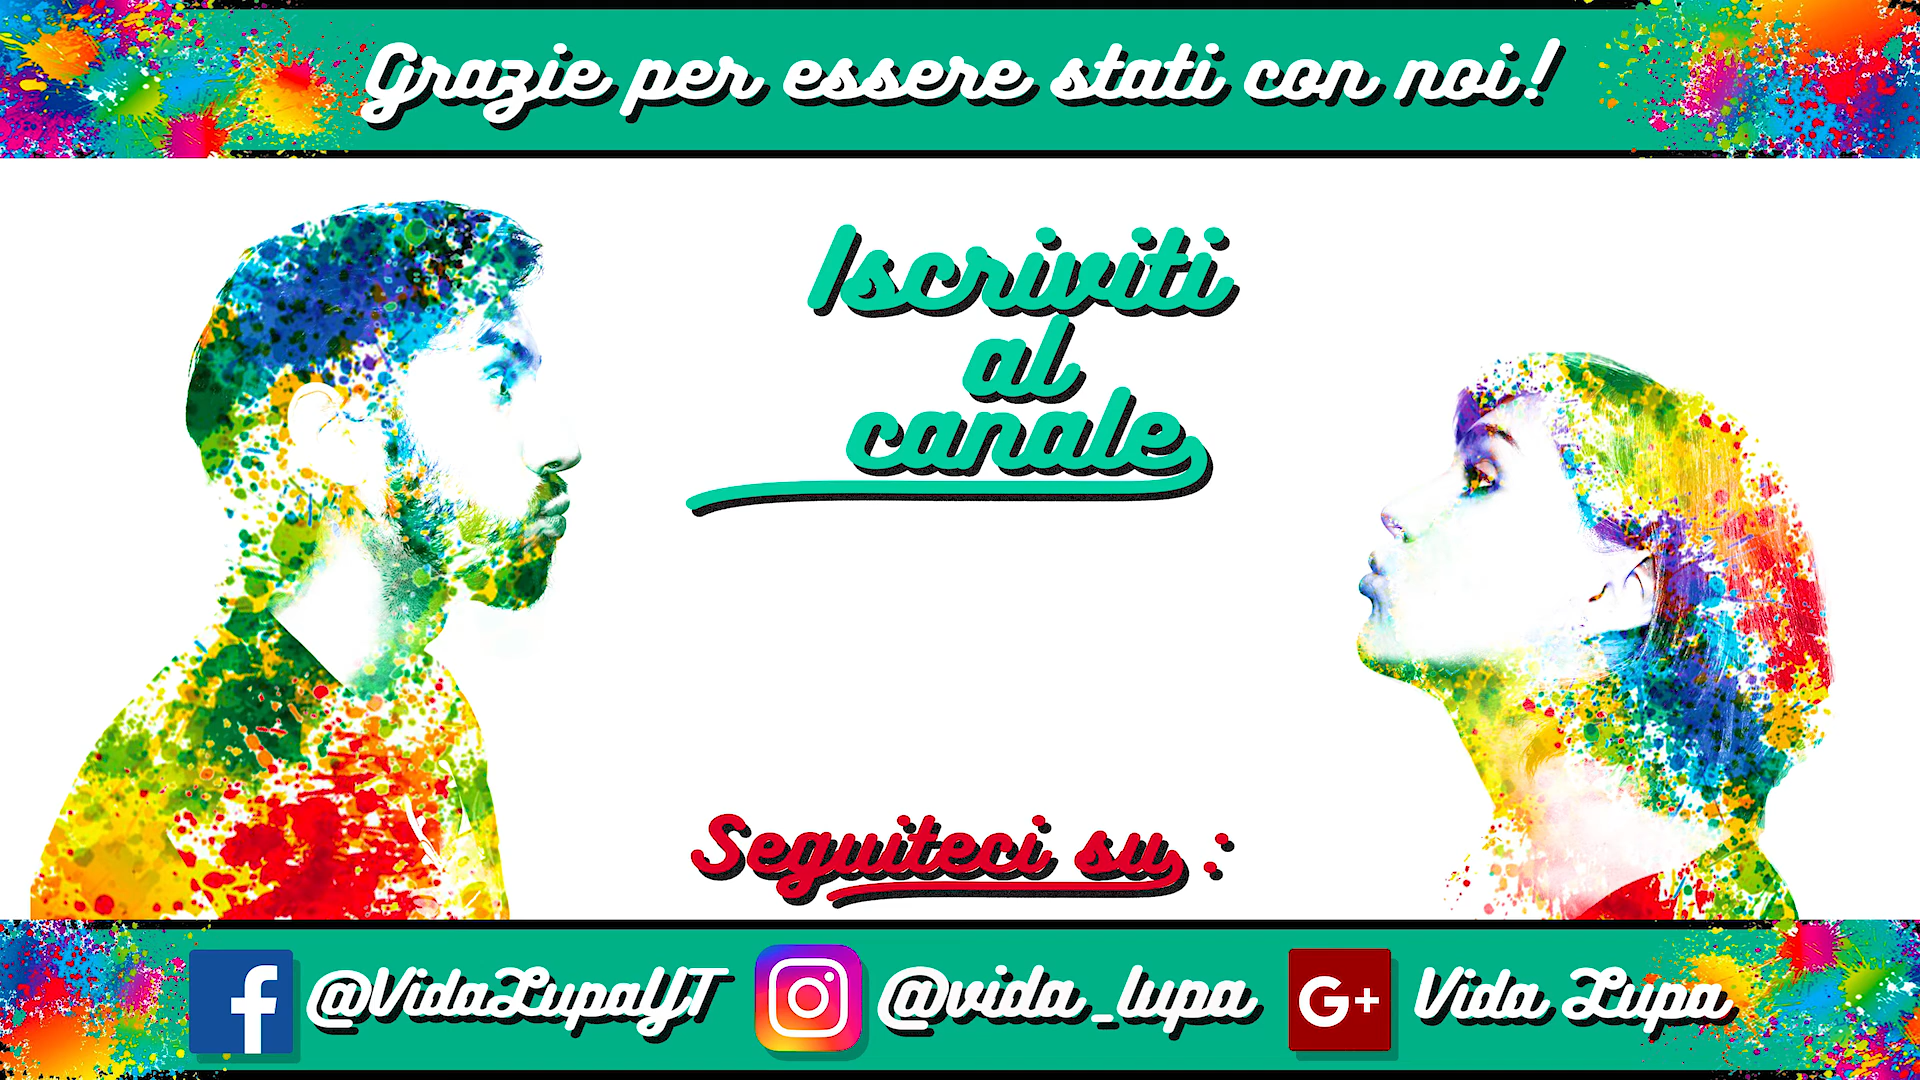 Grazie per essere stati con noi!
Iscriviti
al
canale
Seguiteci su :
@VidaLupaYT
@vida_lupa
G+ Vida Lupa